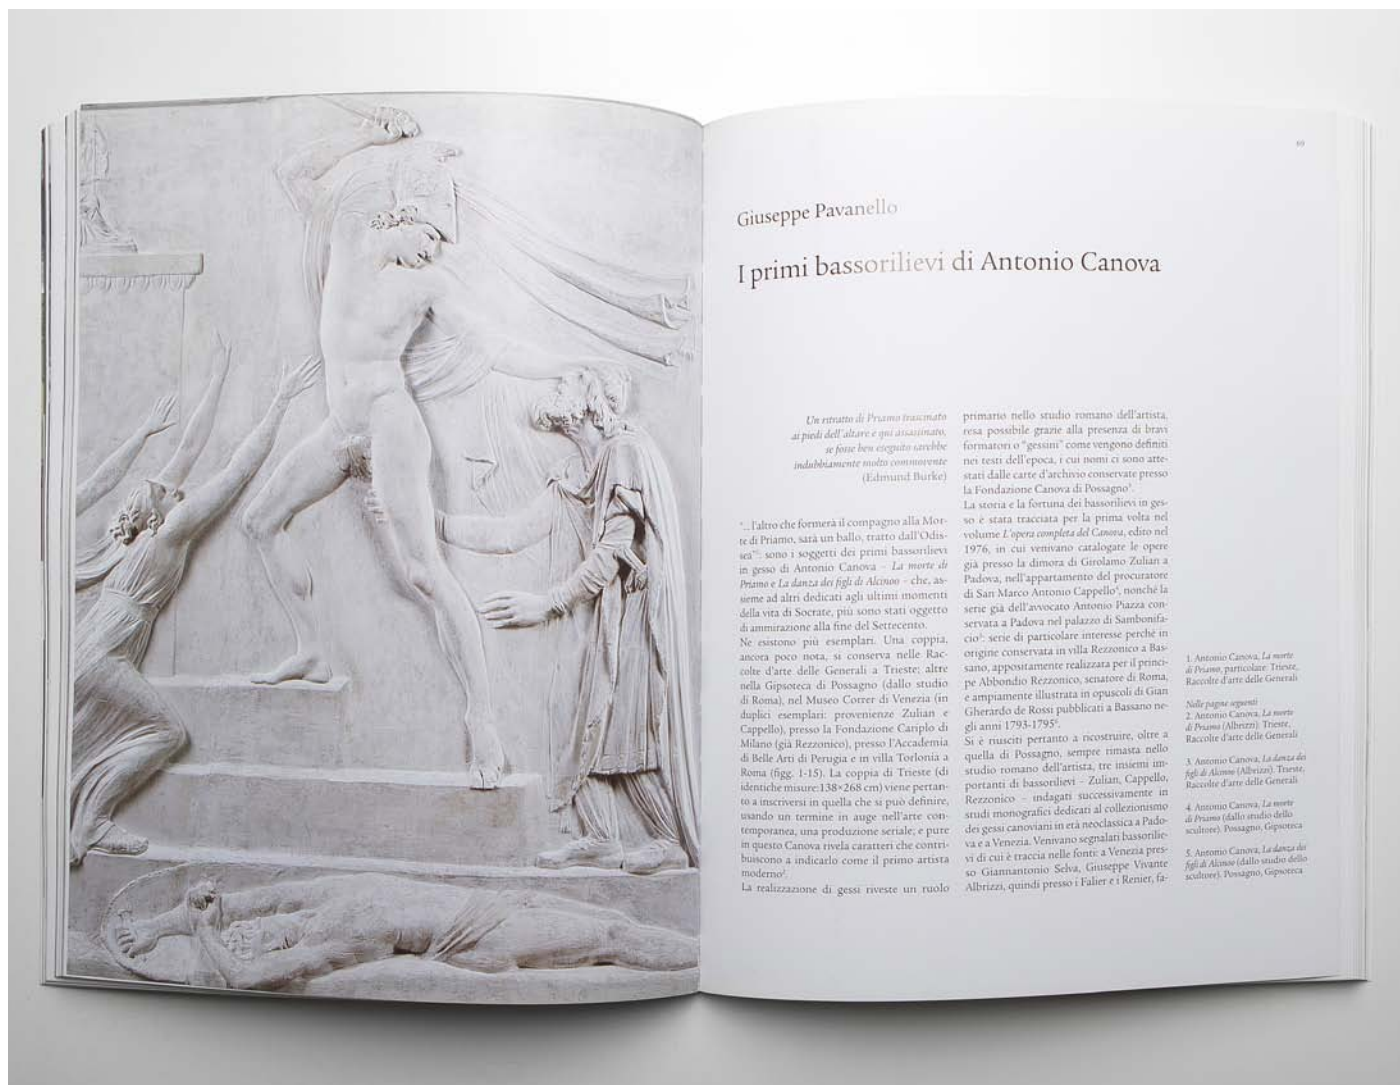 89
Giuseppe Pavanello
I primi bassorilievi di Antonio Canova
Un ritratto di Priamo trascinato
ai piedi dell'altare e qui assassinato,
se fosse ben eseguito sarebbe
indubbiamente molto commovente
(Edmund Burke)
"...l'altro che formerà il compagno alla Mor-
te di Priamo, sarà un ballo, tratto dall'Odis-
sea"¹: sono i soggetti dei primi bassorilievi
in gesso di Antonio Canova – La morte di
Priamo e La danza dei figli di Alcinoo – che, as-
sieme ad altri dedicati agli ultimi momenti
della vita di Socrate, più sono stati oggetto
di ammirazione alla fine del Settecento.
Ne esistono più esemplari. Una coppia,
ancora poco nota, si conserva nelle Rac-
colte d'arte delle Generali a Trieste; altre
nella Gipsoteca di Possagno (dallo studio
di Roma), nel Museo Correr di Venezia (in
duplici esemplari: provenienze Zulian e
Cappello), presso la Fondazione Cariplo di
Milano (già Rezzonico), presso l'Accademia
di Belle Arti di Perugia e in villa Torlonia a
Roma (figg. 1-15). La coppia di Trieste (di
identiche misure:138×268 cm) viene pertan-
to a inscriversi in quella che si può definire,
usando un termine in auge nell'arte con-
temporanea, una produzione seriale; e pure
in questo Canova rivela caratteri che contri-
buiscono a indicarlo come il primo artista
moderno².
La realizzazione di gessi riveste un ruolo
primario nello studio romano dell'artista,
resa possibile grazie alla presenza di bravi
formatori o "gessini" come vengono definiti
nei testi dell'epoca, i cui nomi ci sono atte-
stati dalle carte d'archivio conservate presso
la Fondazione Canova di Possagno³.
La storia e la fortuna dei bassorilievi in ges-
so è stata tracciata per la prima volta nel
volume L'opera completa del Canova, edito nel
1976, in cui venivano catalogate le opere
già presso la dimora di Girolamo Zulian a
Padova, nell'appartamento del procuratore
di San Marco Antonio Cappello⁴, nonché la
serie già dell'avvocato Antonio Piazza con-
servata a Padova nel palazzo di Sambonifa-
cio⁵: serie di particolare interesse perché in
origine conservata in villa Rezzonico a Bas-
sano, appositamente realizzata per il princi-
pe Abbondio Rezzonico, senatore di Roma,
e ampiamente illustrata in opuscoli di Gian
Gherardo de Rossi pubblicati a Bassano ne-
gli anni 1793-1795⁶.
Si è riusciti pertanto a ricostruire, oltre a
quella di Possagno, sempre rimasta nello
studio romano dell'artista, tre insiemi im-
portanti di bassorilievi – Zulian, Cappello,
Rezzonico – indagati successivamente in
studi monografici dedicati al collezionismo
dei gessi canoviani in età neoclassica a Pado-
va e a Venezia. Venivano segnalati bassorilie-
vi di cui è traccia nelle fonti: a Venezia pres-
so Giannantonio Selva, Giuseppe Vivante
Albrizzi, quindi presso i Falier e i Renier, fa-
1. Antonio Canova, La morte
di Priamo, particolare. Trieste,
Raccolte d'arte delle Generali
Nelle pagine seguenti
2. Antonio Canova, La morte
di Priamo (Albrizzi). Trieste,
Raccolte d'arte delle Generali
3. Antonio Canova, La danza dei
figli di Alcinoo (Albrizzi). Trieste,
Raccolte d'arte delle Generali
4. Antonio Canova, La morte
di Priamo (dallo studio dello
scultore). Possagno, Gipsoteca
5. Antonio Canova, La danza dei
figli di Alcinoo (dallo studio dello
scultore). Possagno, Gipsoteca